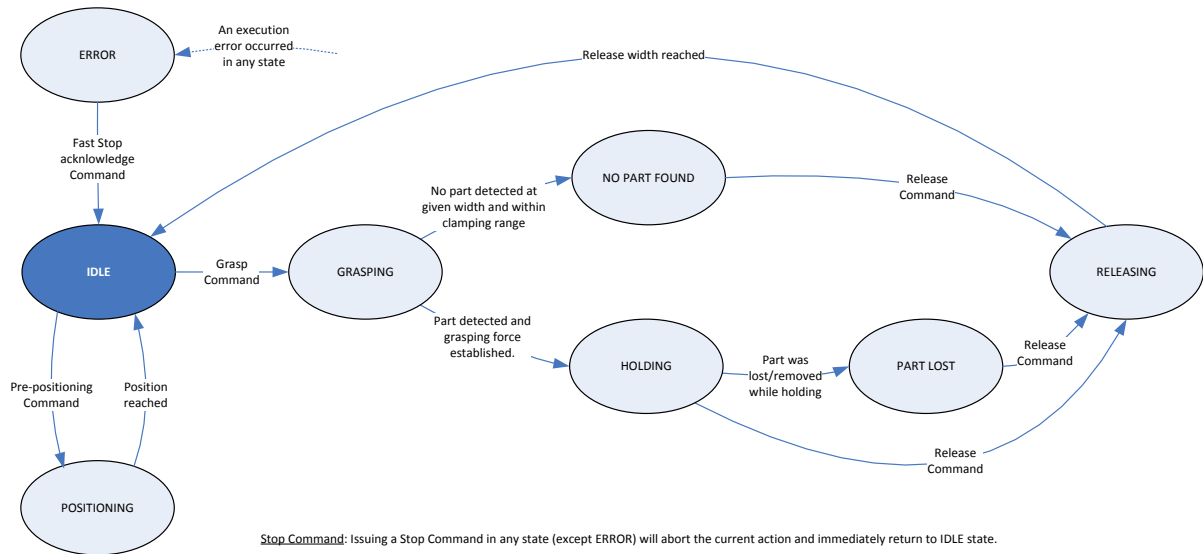 An execution
error occurred
in any state
ERROR
Release width reached
Fast Stop
acknlowledge
Command
NO PART FOUND
No part detected at
given width and within
clamping range
Release
Command
IDLE
Grasp
Command
GRASPING
RELEASING
Part detected and
grasping force
established.
Release
Command
HOLDING
Part was
lost/removed
while holding
PART LOST
Pre-positioning
Command
Position
reached
Release
Command
POSITIONING
Stop Command: Issuing a Stop Command in any state (except ERROR) will abort the current action and immediately return to IDLE state.